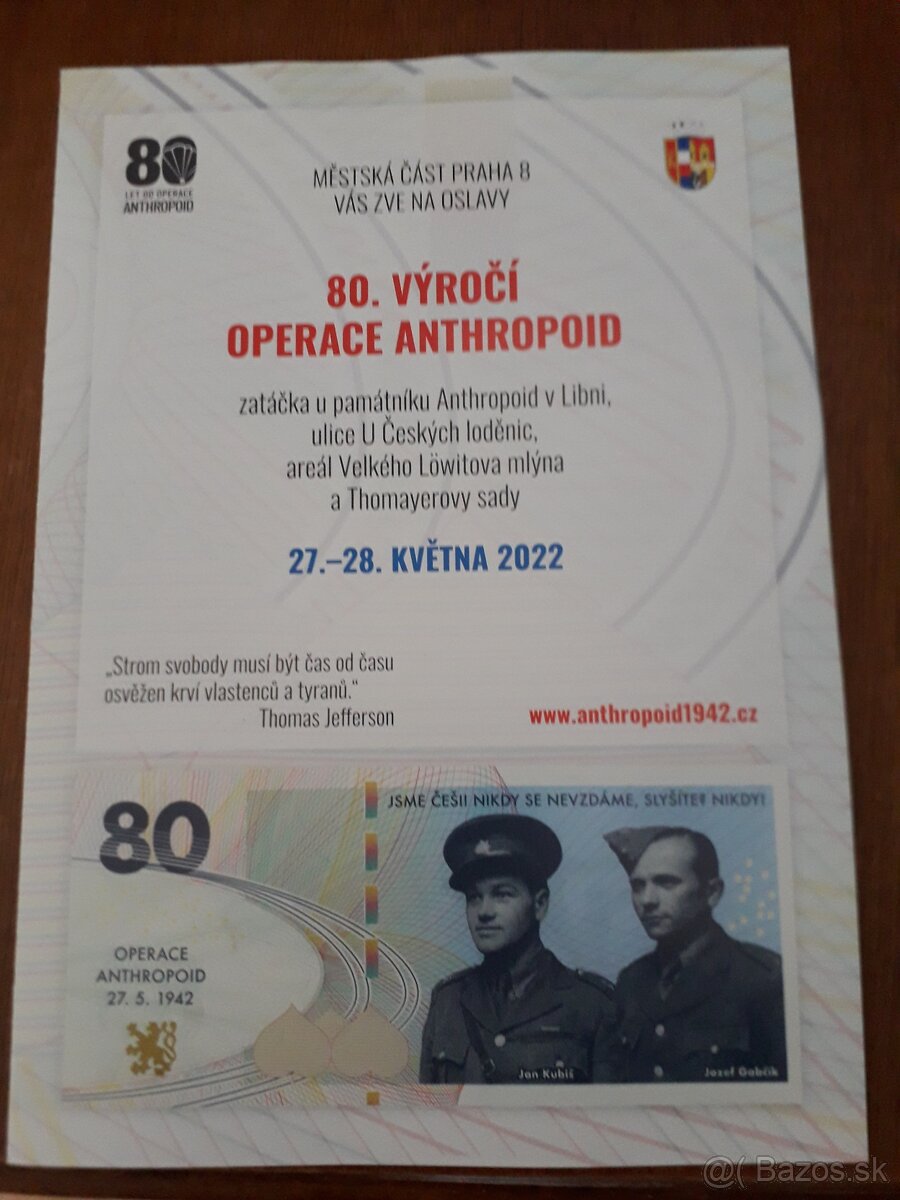 80
LET OD OPERACE
ANTHROPOID
MĚSTSKÁ ČÁST PRAHA 8
VÁS ZVE NA OSLAVY
80. VÝROČÍ
OPERACE ANTHROPOID
zatáčka u památníku Anthropoid v Libni,
ulice U Českých loděnic,
areál Velkého Löwitova mlýna
a Thomayerovy sady
27.–28. KVĚTNA 2022
„Strom svobody musí být čas od času
osvěžen krví vlastenců a tyranů.“
Thomas Jefferson
www.anthropoid1942.cz
JSME ČEŠI! NIKDY SE NEVZDÁME, SLYŠÍTE? NIKDY!
80
OPERACE
ANTHROPOID
27. 5. 1942
Jan Kubiš
Jozef Gabčík
@( Bazos.sk